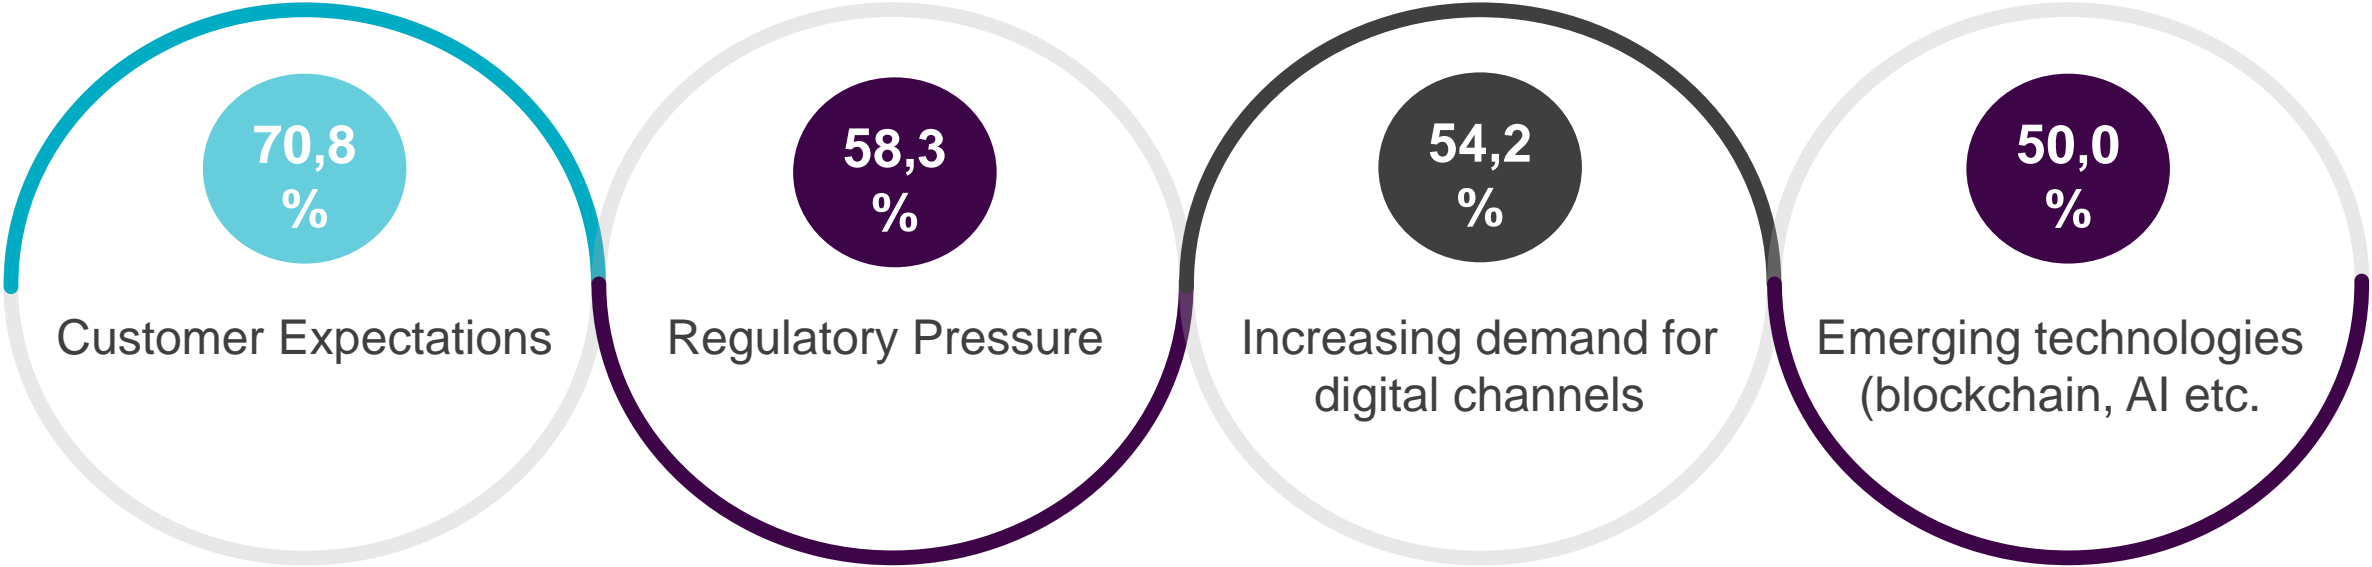 70,8
%
Customer Expectations
58,3
%
Regulatory Pressure
54,2
%
Increasing demand for
digital channels
50,0
%
Emerging technologies
(blockchain, AI etc.